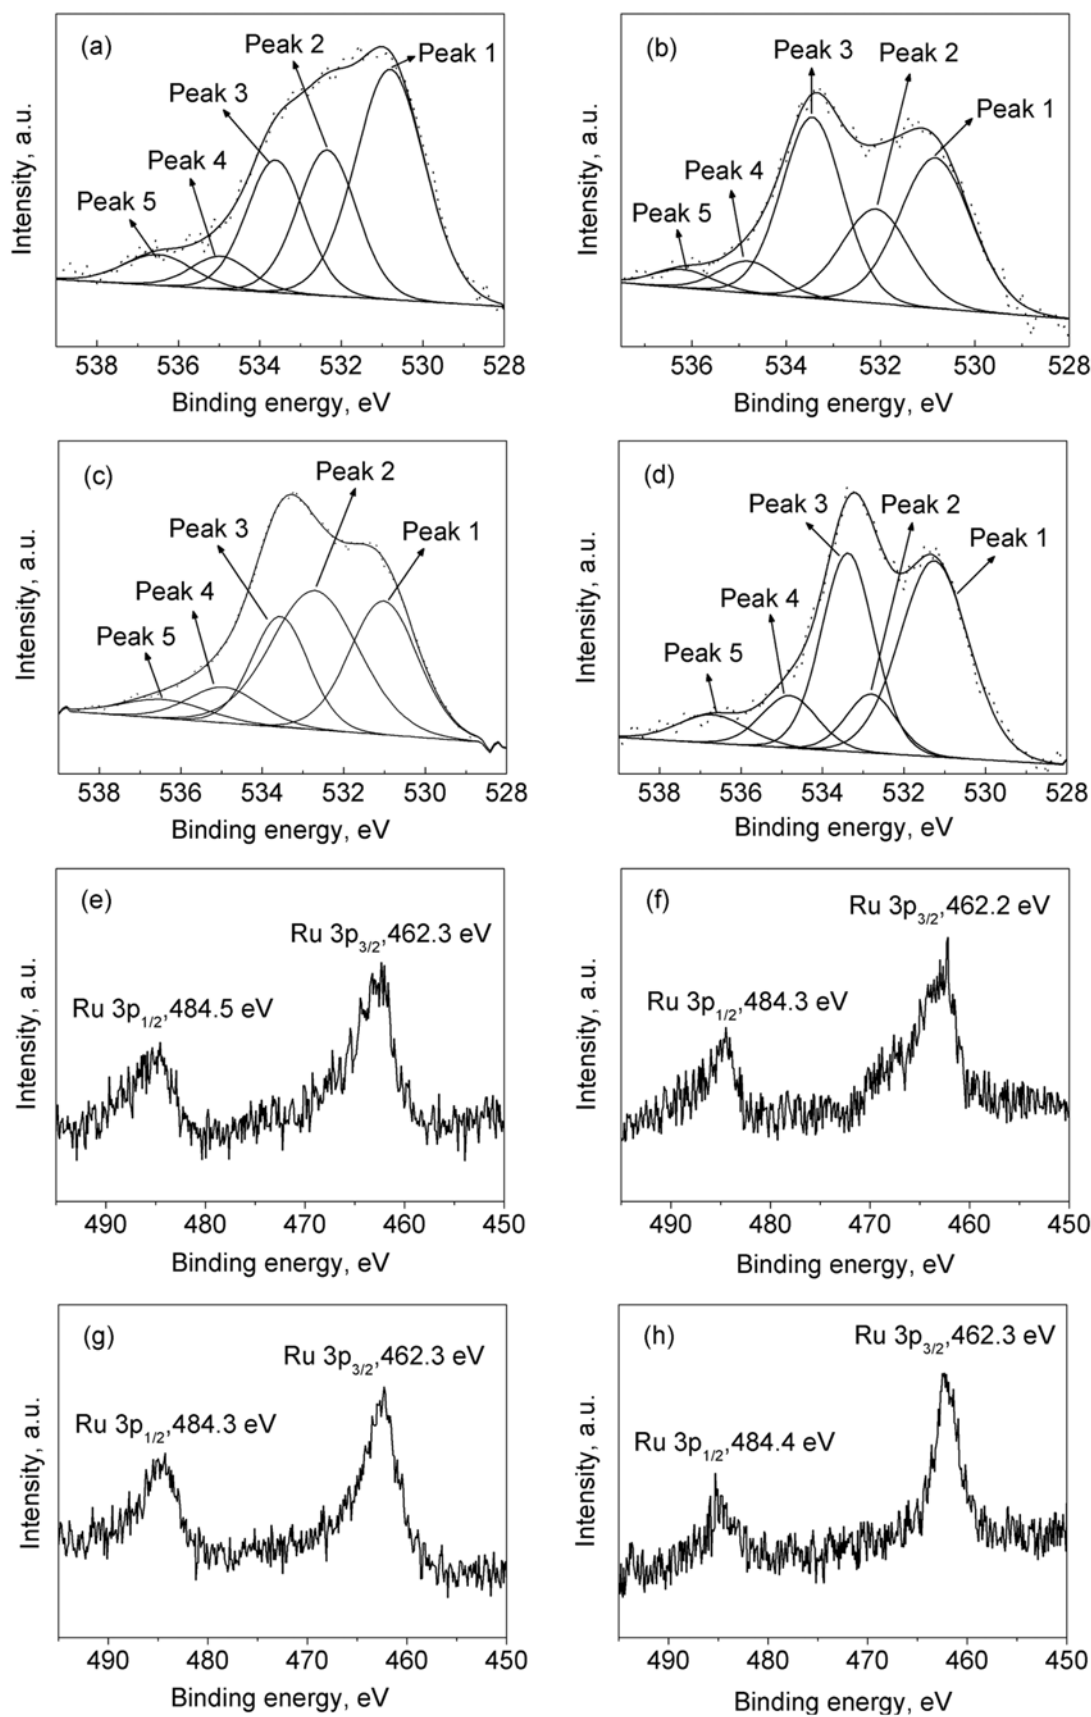 (a)
Peak 2
Peak 1
Peak 3
Peak 4
Peak 5
Intensity, a.u.
538 536 534 532 530 528
Binding energy, eV
(b)
Peak 3
Peak 2
Peak 1
Peak 4
Peak 5
Intensity, a.u.
536 534 532 530 528
Binding energy, eV
(c)
Peak 2
Peak 3
Peak 1
Peak 4
Peak 5
Intensity, a.u.
538 536 534 532 530 528
Binding energy, eV
(d)
Peak 3
Peak 2
Peak 1
Peak 4
Peak 5
Intensity, a.u.
538 536 534 532 530 528
Binding energy, eV
(e)
Ru 3p3/2,462.3 eV
Ru 3p1/2,484.5 eV
Intensity, a.u.
490 480 470 460 450
Binding energy, eV
(f)
Ru 3p3/2,462.2 eV
Ru 3p1/2,484.3 eV
Intensity, a.u.
490 480 470 460 450
Binding energy, eV
(g)
Ru 3p3/2,462.3 eV
Ru 3p1/2,484.3 eV
Intensity, a.u.
490 480 470 460 450
Binding energy, eV
(h)
Ru 3p3/2,462.3 eV
Ru 3p1/2,484.4 eV
Intensity, a.u.
490 480 470 460 450
Binding energy, eV